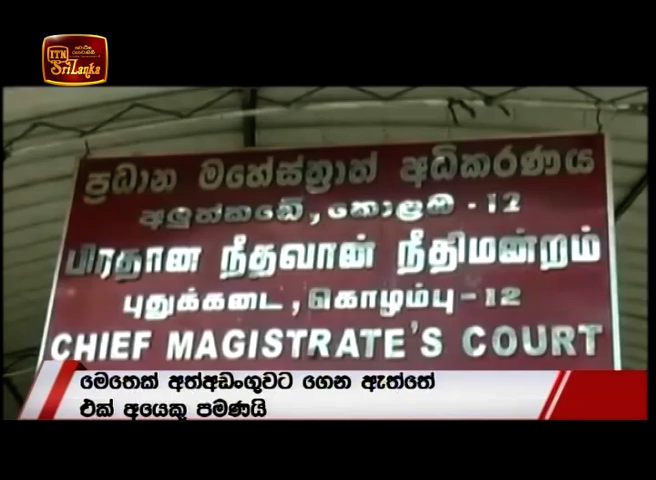 ITN
Sri Lanka
ප්‍රධාන මහේස්ත්‍රාත් අධිකරණය
අලුත්කඩේ, කොළඹ - 12
பிரதான நீதவான் நீதிமன்றம்
புதுக்கடை, கொழும்பு - 12
CHIEF MAGISTRATE'S COURT
මෙතෙක් අත්අඩංගුවට ගෙන ඇත්තේ
එක් අයෙකු පමණයි